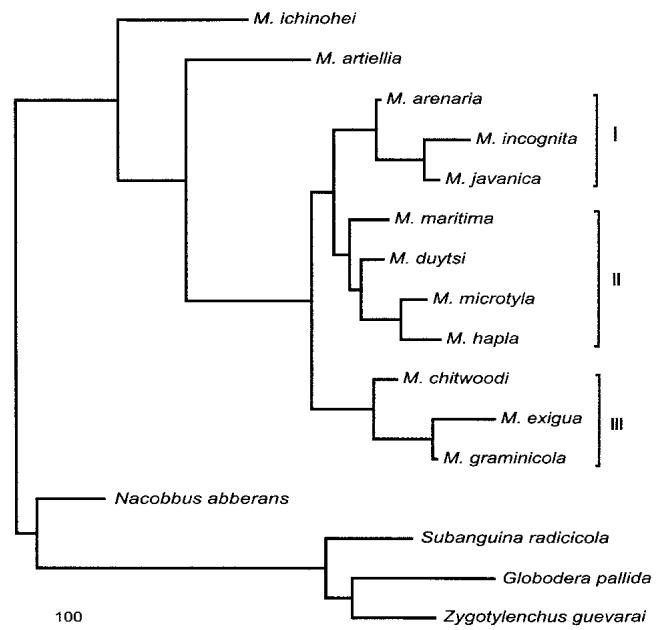 M. ichinohei
M. artiellia
M. arenaria
M. incognita
I
M. javanica
M. maritima
M. duytsi
II
M. microtyla
M. hapla
M. chitwoodi
M. exigua
III
M. graminicola
Nacobbus abberans
Subanguina radicicola
Globodera pallida
100
Zygotylenchus guevarai